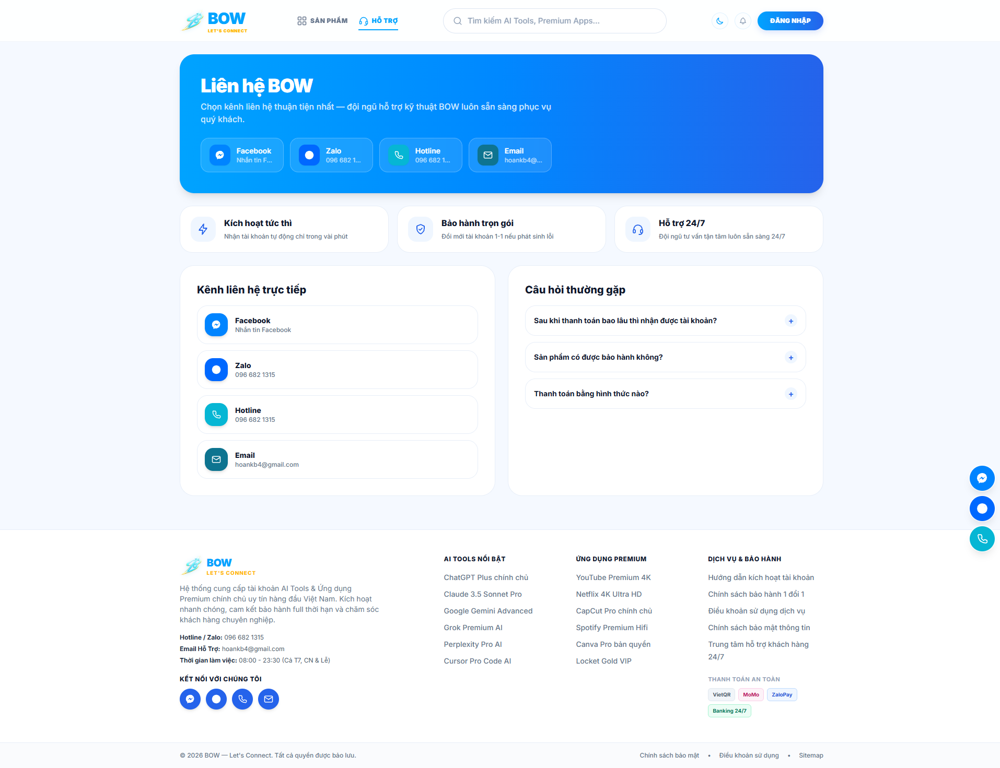 BOW
LET'S CONNECT
SẢN PHẨM
HỖ TRỢ
Tìm kiếm AI Tools, Premium Apps...
ĐĂNG NHẬP
Liên hệ BOW
Chọn kênh liên hệ thuận tiện nhất — đội ngũ hỗ trợ kỹ thuật BOW luôn sẵn sàng phục vụ
quý khách.
Facebook
Nhắn tin F...
Zalo
096 682 1...
Hotline
096 682 1...
Email
hoankb4@...
Kích hoạt tức thì
Nhận tài khoản tự động chỉ trong vài phút
Bảo hành trọn gói
Đổi mới tài khoản 1-1 nếu phát sinh lỗi
Hỗ trợ 24/7
Đội ngũ tư vấn tận tâm luôn sẵn sàng 24/7
Kênh liên hệ trực tiếp
Facebook
Nhắn tin Facebook
Zalo
096 682 1315
Hotline
096 682 1315
Email
hoankb4@gmail.com
Câu hỏi thường gặp
Sau khi thanh toán bao lâu thì nhận được tài khoản?
+
Sản phẩm có được bảo hành không?
+
Thanh toán bằng hình thức nào?
+
BOW
LET'S CONNECT
Hệ thống cung cấp tài khoản AI Tools & Ứng dụng
Premium chính chủ uy tín hàng đầu Việt Nam. Kích hoạt
nhanh chóng, cam kết bảo hành full thời hạn và chăm sóc
khách hàng chuyên nghiệp.
Hotline / Zalo: 096 682 1315
Email Hỗ Trợ: hoankb4@gmail.com
Thời gian làm việc: 08:00 - 23:30 (Cả T7, CN & Lễ)
KẾT NỐI VỚI CHÚNG TÔI
AI TOOLS NỔI BẬT
ChatGPT Plus chính chủ
Claude 3.5 Sonnet Pro
Google Gemini Advanced
Grok Premium AI
Perplexity Pro AI
Cursor Pro Code AI
ỨNG DỤNG PREMIUM
YouTube Premium 4K
Netflix 4K Ultra HD
CapCut Pro chính chủ
Spotify Premium Hifi
Canva Pro bản quyền
Locket Gold VIP
DỊCH VỤ & BẢO HÀNH
Hướng dẫn kích hoạt tài khoản
Chính sách bảo hành 1 đổi 1
Điều khoản sử dụng dịch vụ
Chính sách bảo mật thông tin
Trung tâm hỗ trợ khách hàng
24/7
THANH TOÁN AN TOÀN
VietQR
MoMo
ZaloPay
Banking 24/7
© 2026 BOW — Let's Connect. Tất cả quyền được bảo lưu.
Chính sách bảo mật • Điều khoản sử dụng • Sitemap